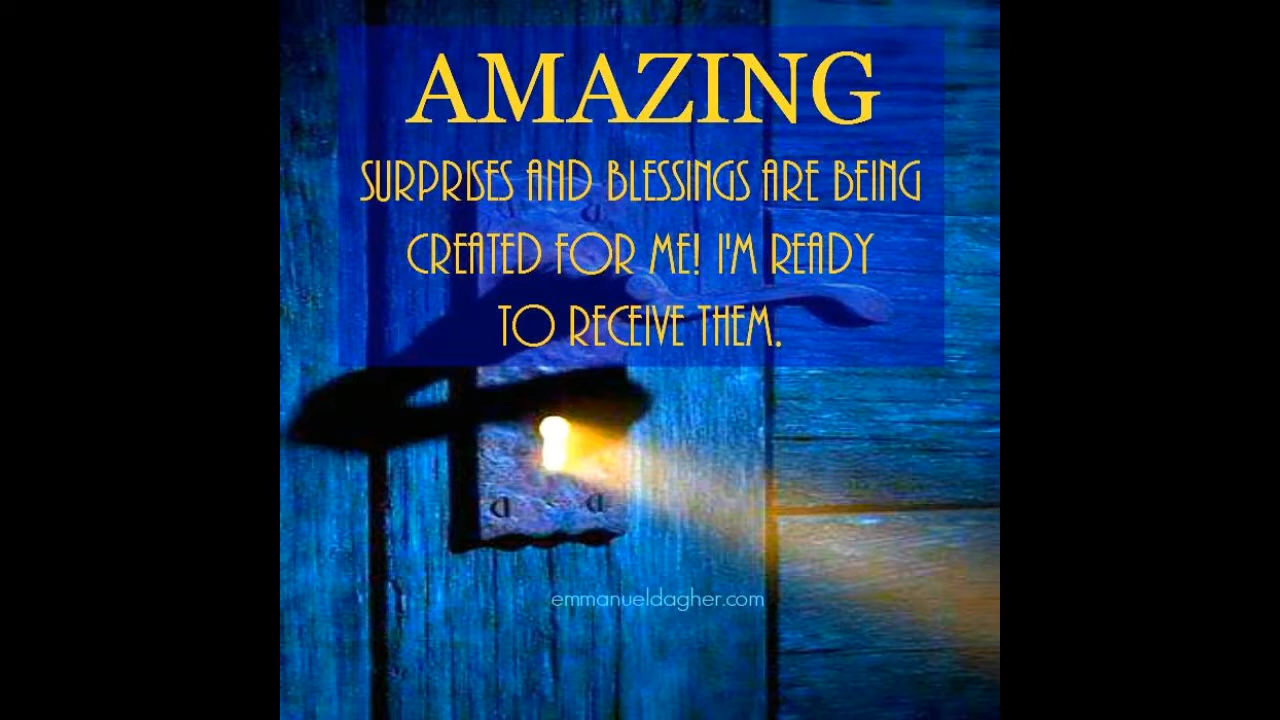 AMAZING
SURPRISES AND BLESSINGS ARE BEING
CREATED FOR ME! I'M READY
TO RECEIVE THEM.
emmanueldagher.com